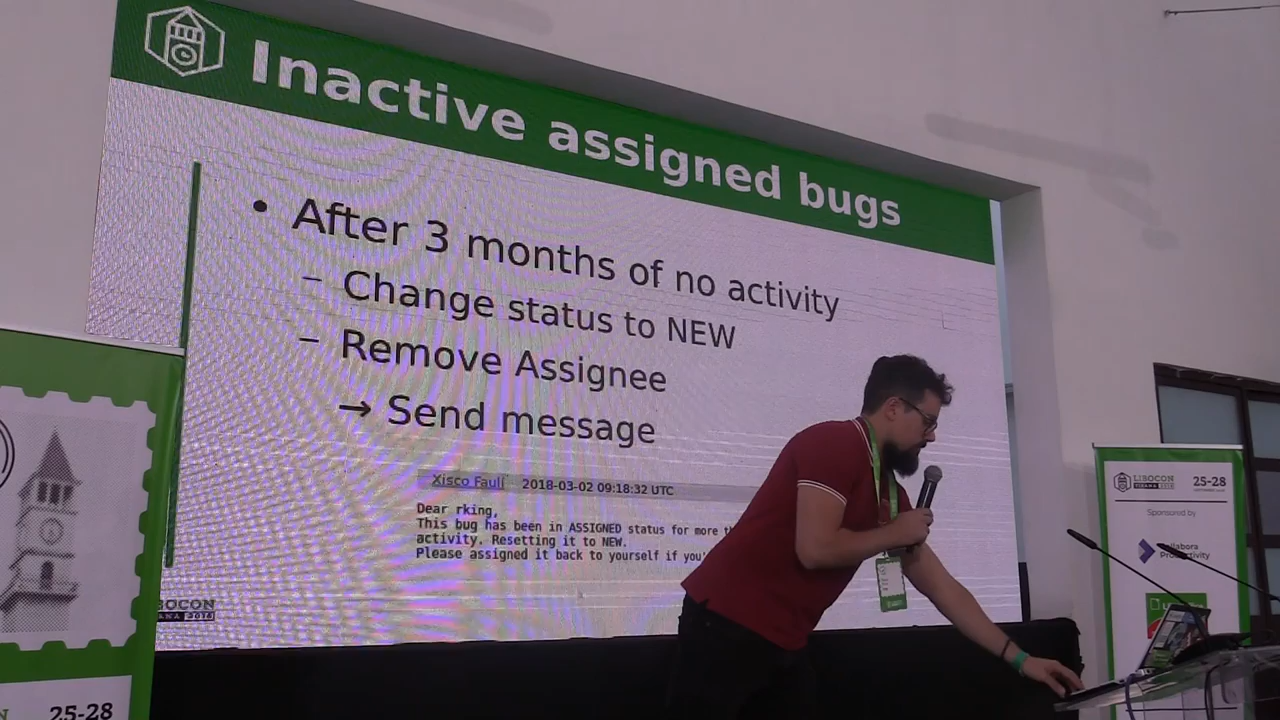 Inactive assigned bugs
• After 3 months of no activity
– Change status to NEW
– Remove Assignee
→ Send message
Xisco Faulí 2018-03-02 09:18:32 UTC
Dear rking,
This bug has been in ASSIGNED status for more
activity. Resetting it to NEW.
Please assigned it back to yourself if you'
25-28
LIBOCON
25-28
Sponsored by
Productivity